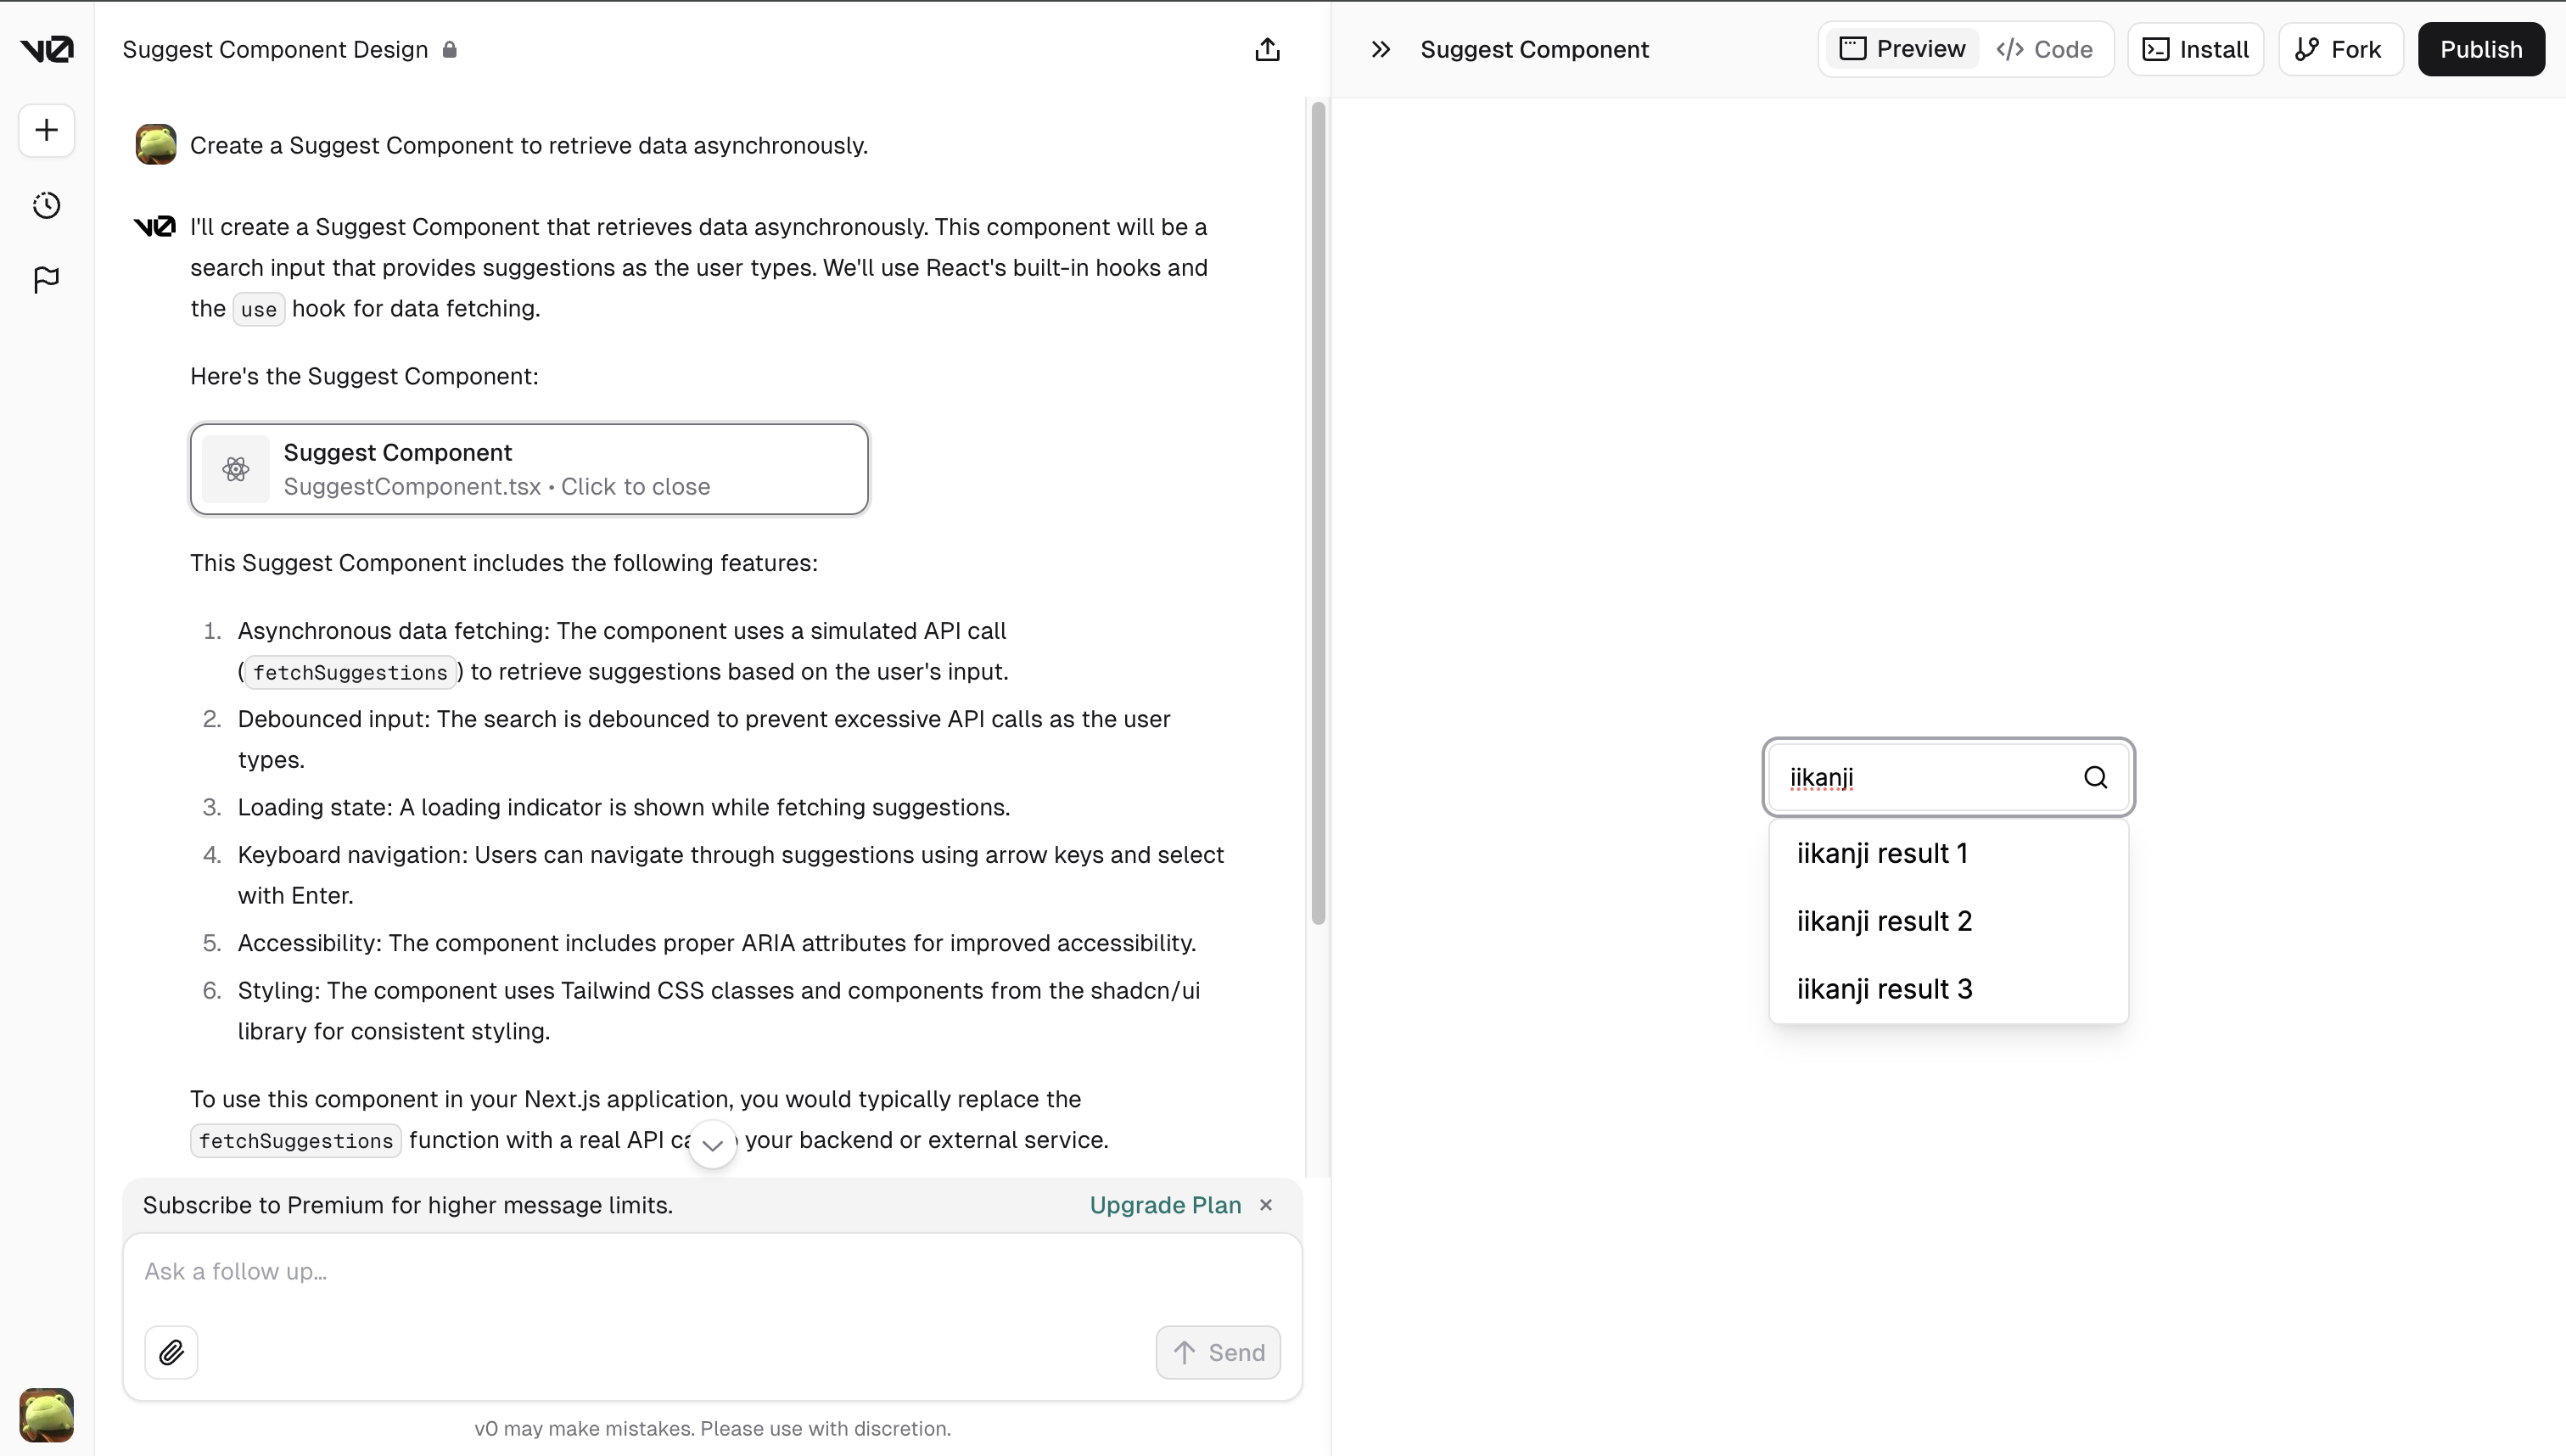 v0
Suggest Component Design
Create a Suggest Component to retrieve data asynchronously.
v0
I'll create a Suggest Component that retrieves data asynchronously. This component will be a
search input that provides suggestions as the user types. We'll use React's built-in hooks and
the use hook for data fetching.
Here's the Suggest Component:
Suggest Component
SuggestComponent.tsx • Click to close
This Suggest Component includes the following features:
1. Asynchronous data fetching: The component uses a simulated API call
(fetchSuggestions) to retrieve suggestions based on the user's input.
2. Debounced input: The search is debounced to prevent excessive API calls as the user
types.
3. Loading state: A loading indicator is shown while fetching suggestions.
4. Keyboard navigation: Users can navigate through suggestions using arrow keys and select
with Enter.
5. Accessibility: The component includes proper ARIA attributes for improved accessibility.
6. Styling: The component uses Tailwind CSS classes and components from the shadcn/ui
library for consistent styling.
To use this component in your Next.js application, you would typically replace the
fetchSuggestions function with a real API your backend or external service.
Subscribe to Premium for higher message limits.
Upgrade Plan ×
Ask a follow up...
Send
v0 may make mistakes. Please use with discretion.
Suggest Component
Preview
Code
Install
Fork
Publish
iikanji
iikanji result 1
iikanji result 2
iikanji result 3